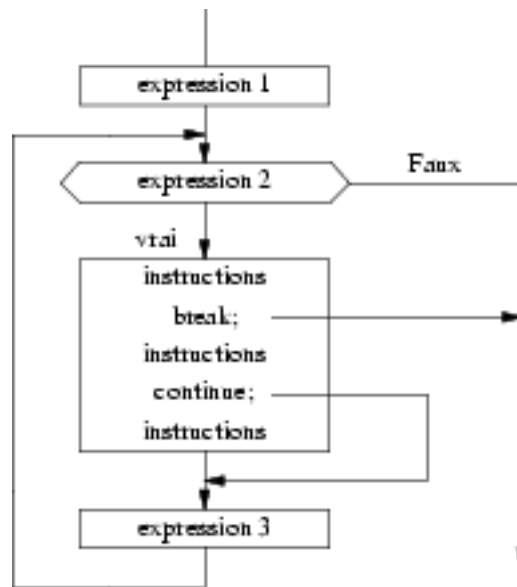 expression 1
expression 2
Faux
vrai
instructions
break;
instructions
continue;
instructions
expression 3